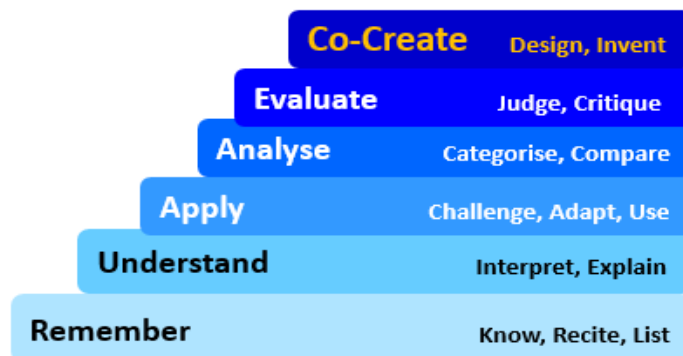 Co-Create Design, Invent
Evaluate Judge, Critique
Analyse Categorise, Compare
Apply Challenge, Adapt, Use
Understand Interpret, Explain
Remember Know, Recite, List